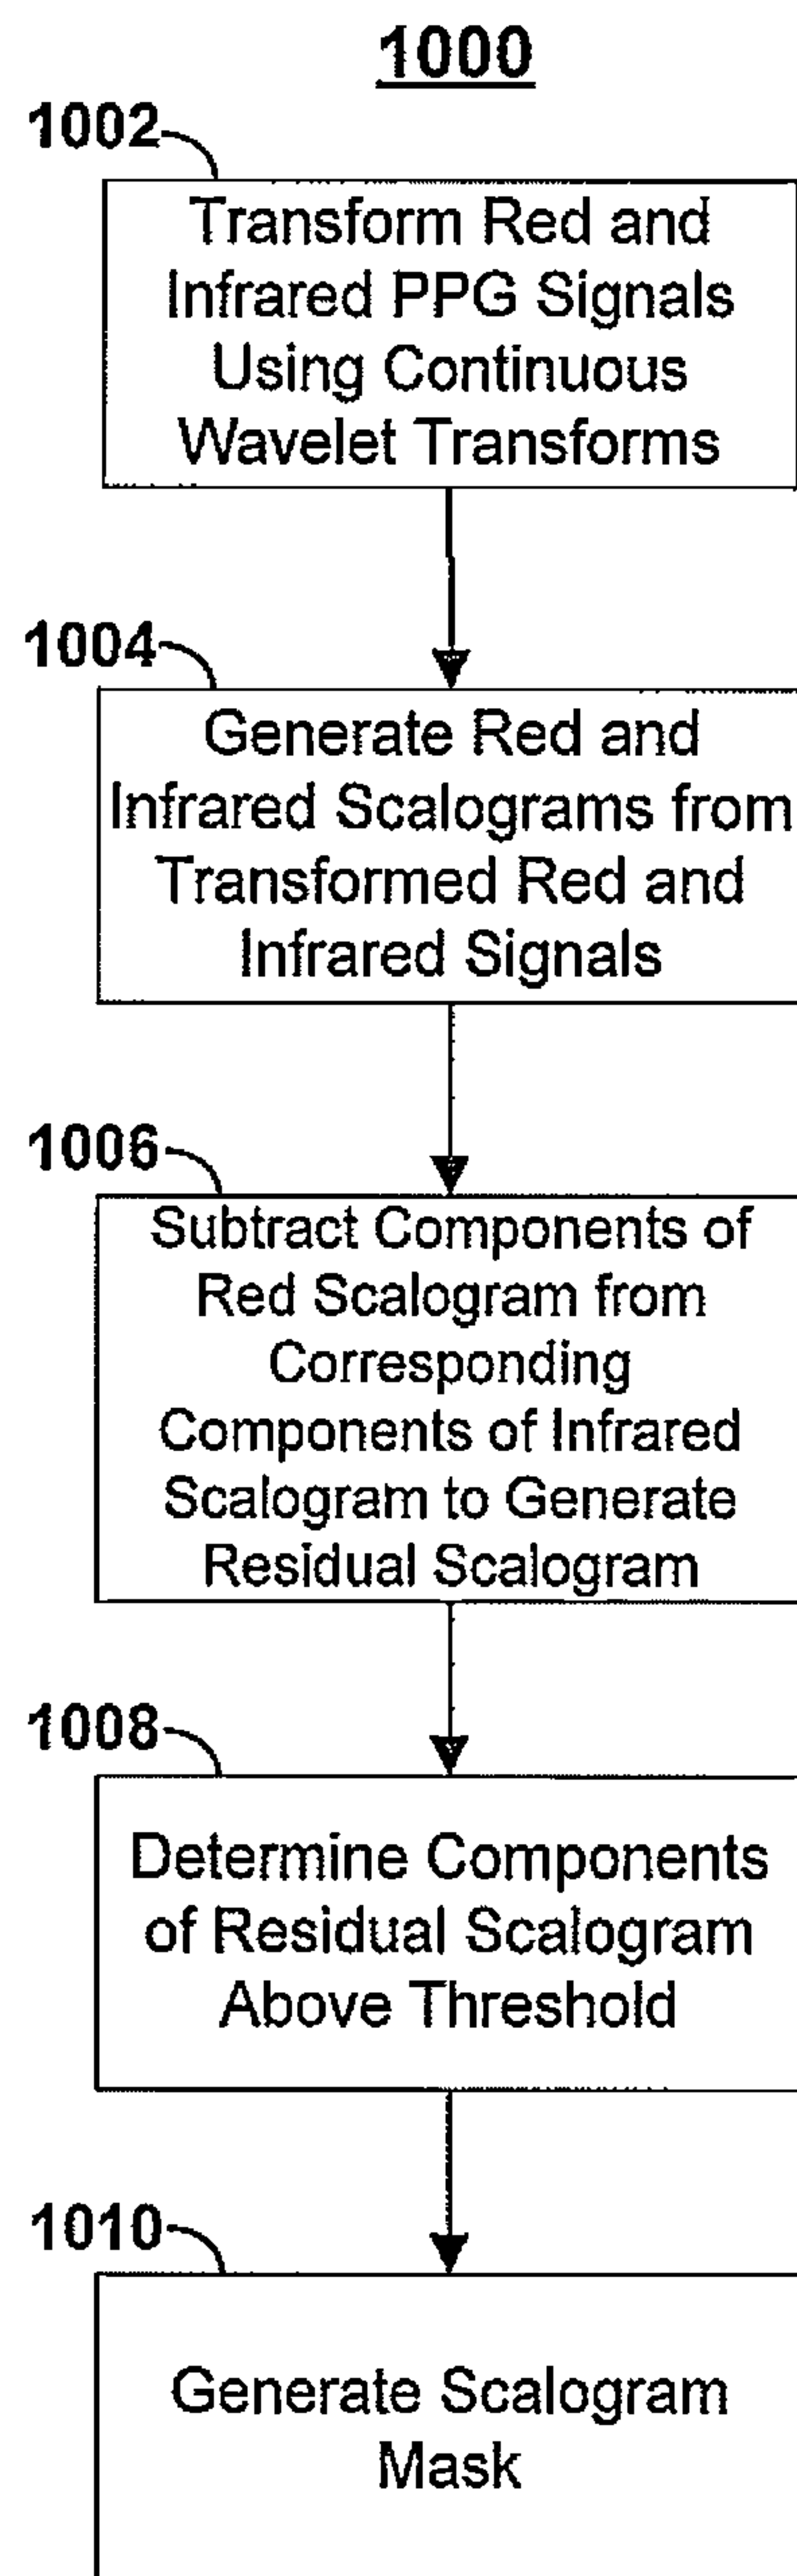 1000
1002
Transform Red and
Infrared PPG Signals
Using Continuous
Wavelet Transforms
1004
Generate Red and
Infrared Scalograms from
Transformed Red and
Infrared Signals
1006
Subtract Components of
Red Scalogram from
Corresponding
Components of Infrared
Scalogram to Generate
Residual Scalogram
1008
Determine Components
of Residual Scalogram
Above Threshold
1010
Generate Scalogram
Mask